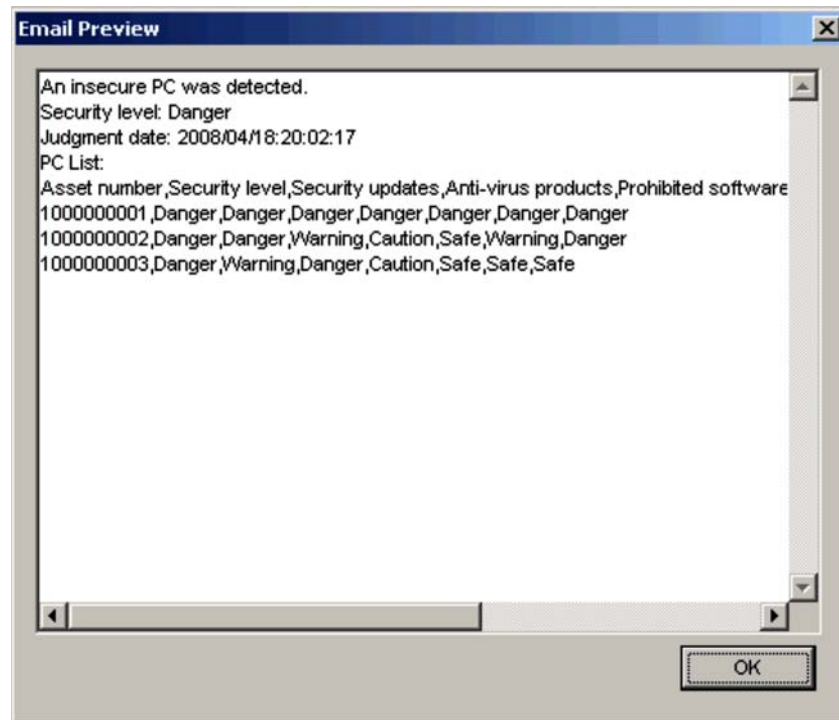 Email Preview
An insecure PC was detected.
Security level: Danger
Judgment date: 2008/04/18:20:02:17
PC List:
Asset number,Security level,Security updates,Anti-virus products,Prohibited software
1000000001,Danger,Danger,Danger,Danger,Danger,Danger,Danger
1000000002,Danger,Danger,Warning,Caution,Safe,Warning,Danger
1000000003,Danger,Warning,Danger,Caution,Safe,Safe,Safe
OK